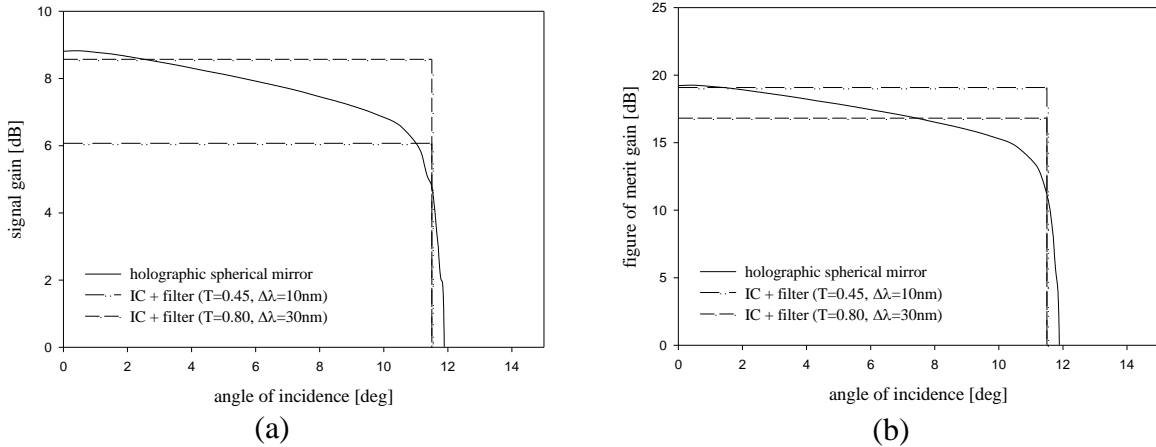 10
8
6
4
2
0
signal gain [dB]
holographic spherical mirror
IC + filter (T=0.45, Δλ=10nm)
IC + filter (T=0.80, Δλ=30nm)
0 2 4 6 8 10 12 14
angle of incidence [deg]
(a)
25
20
15
10
5
0
figure of merit gain [dB]
holographic spherical mirror
IC + filter (T=0.45, Δλ=10nm)
IC + filter (T=0.80, Δλ=30nm)
0 2 4 6 8 10 12 14
angle of incidence [deg]
(b)